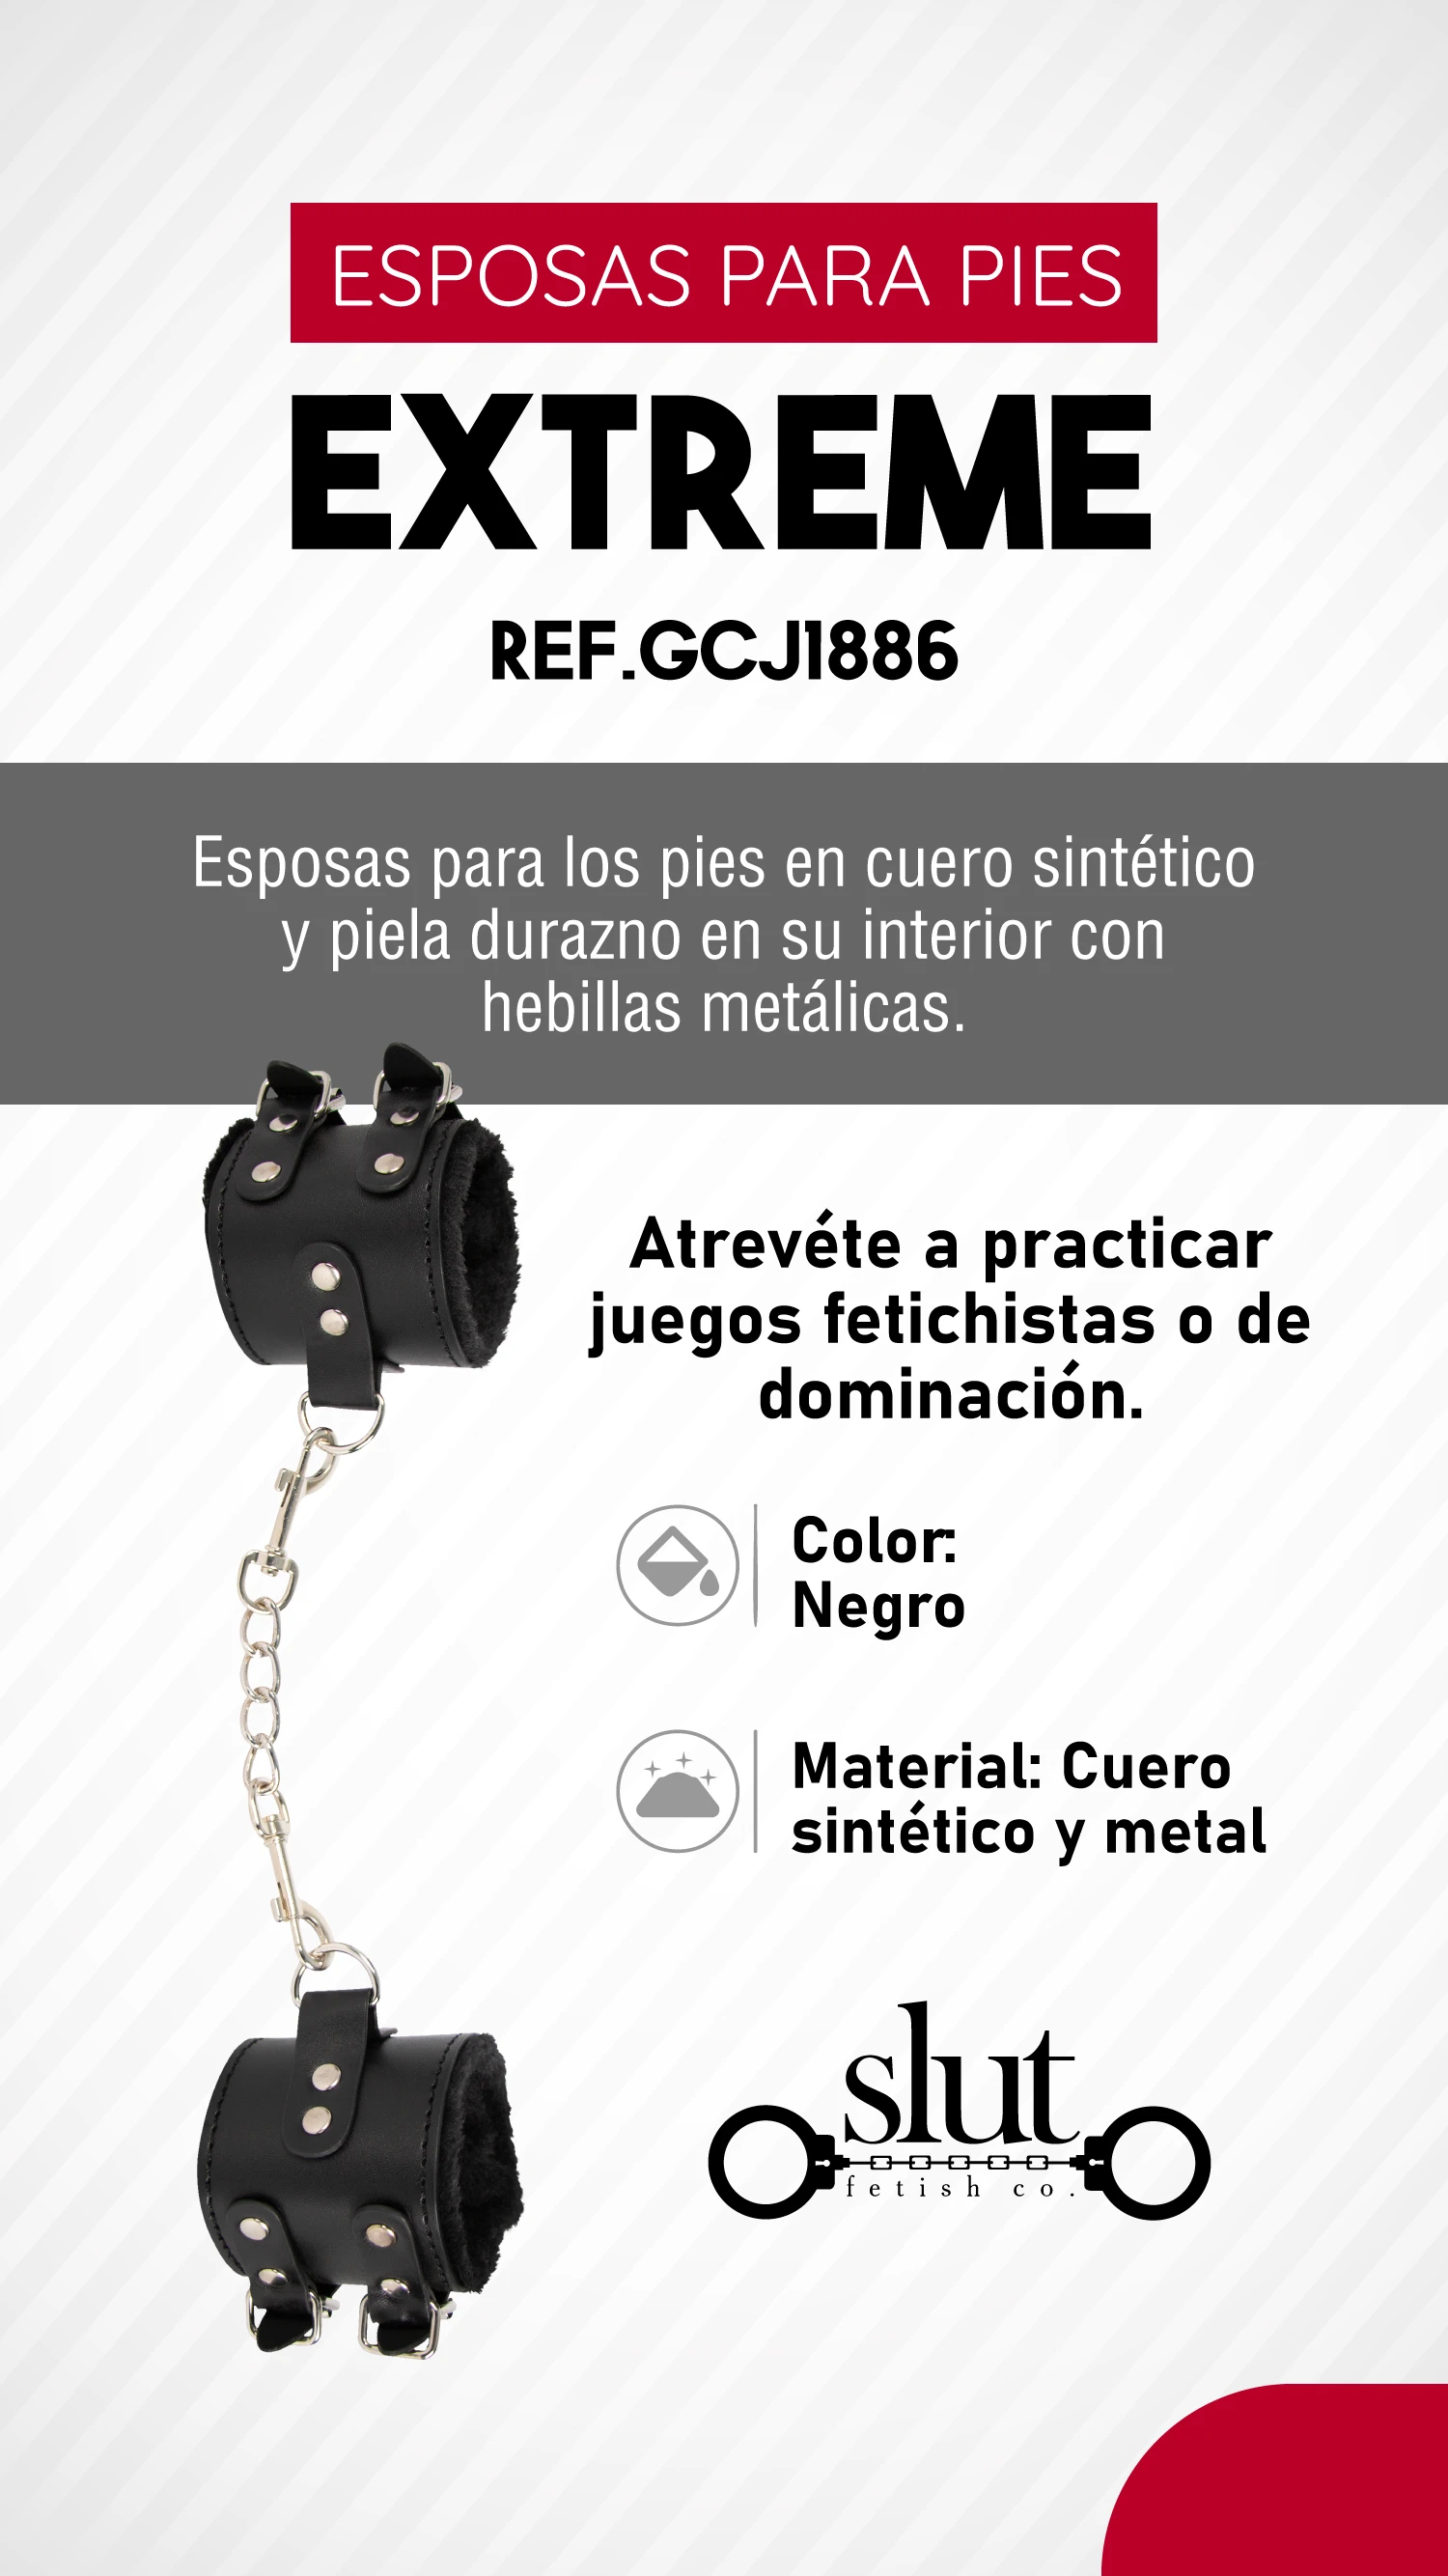 ESPOSAS PARA PIES
EXTREME
REF.GCJ1886
Esposas para los pies en cuero sintético
y piela durazno en su interior con
hebillas metálicas.
Atrevéte a practicar
juegos fetichistas o de
dominación.
Color:
Negro
Material: Cuero
sintético y metal
slut
fetish co.